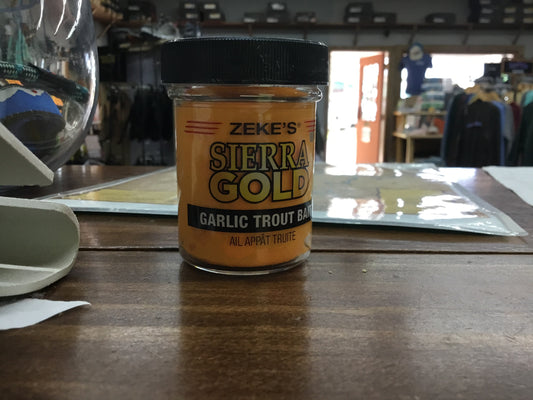 ZEKE'S®
SIERRA
GOLD
GARLIC TROUT BAI
AIL APPÂT TRUITE